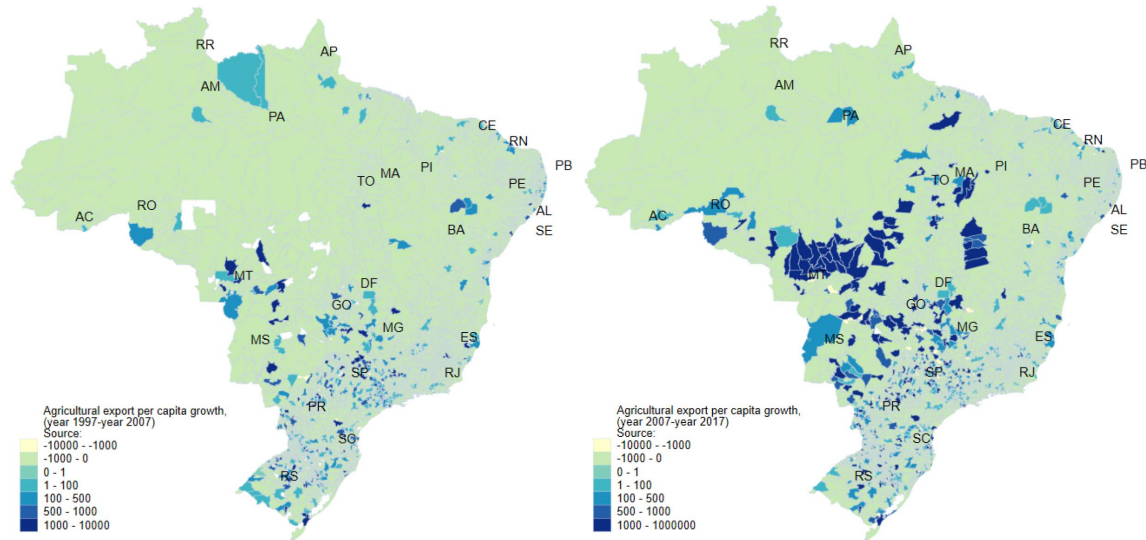 RR
AP
AM
PA
CE
RN
PB
PI
MA
TO
PE
AL
SE
AC
RO
BA
MT
DF
GO
MG
ES
MS
SP
RJ
PR
SC
RS
Agricultural export per capita growth,
(year 1997-year 2007)
Source:
-10000 - -1000
-1000 - 0
0 - 1
1 - 100
100 - 500
500 - 1000
1000 - 10000
RR
AP
AM
PA
CE
RN
PB
PI
MA
TO
PE
AL
SE
AC
RO
BA
MT
DF
GO
MG
ES
MS
SP
RJ
PR
SC
RS
Agricultural export per capita growth,
(year 2007-year 2017)
Source:
-10000 - -1000
-1000 - 0
0 - 1
1 - 100
100 - 500
500 - 1000
1000 - 1000000